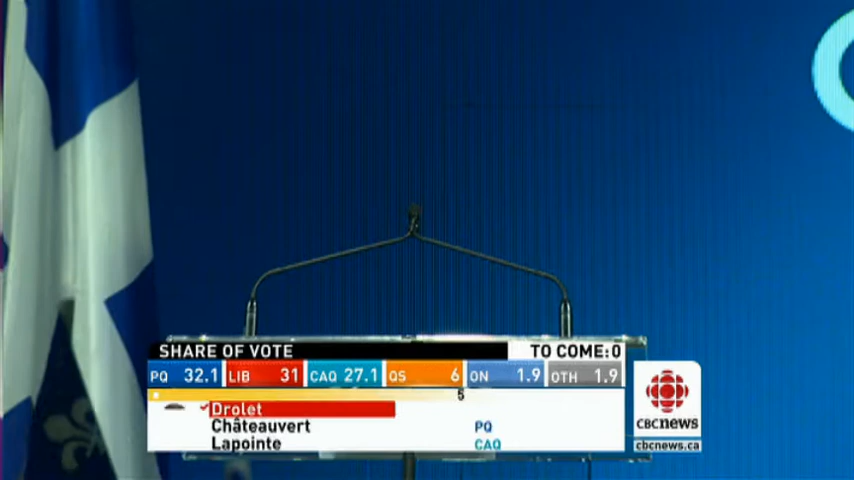 SHARE OF VOTE TO COME:0
PQ 32.1 LIB 31 CAQ 27.1 QS 6 ON 1.9 OTH 1.9
5
Drolet
Châteauvert PQ
Lapointe CAQ
CBCNEWS
cbcnews.ca